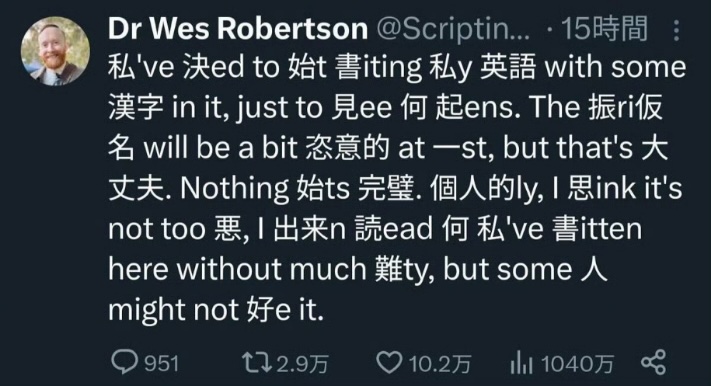 Dr Wes Robertson @Scriptin... · 15時間
私've 決ed to 始t 書iting 私y 英語 with some
漢字 in it, just to 見ee 何 起ens. The 振ri仮
名 will be a bit 恣意的 at 一st, but that's 大
丈夫. Nothing 始ts 完璧. 個人的ly, I 思ink it's
not too 悪, I 出来n 読ead 何 私've 書itten
here without much 難ty, but some 人
might not 好e it.
951 2.9万 10.2万 1040万